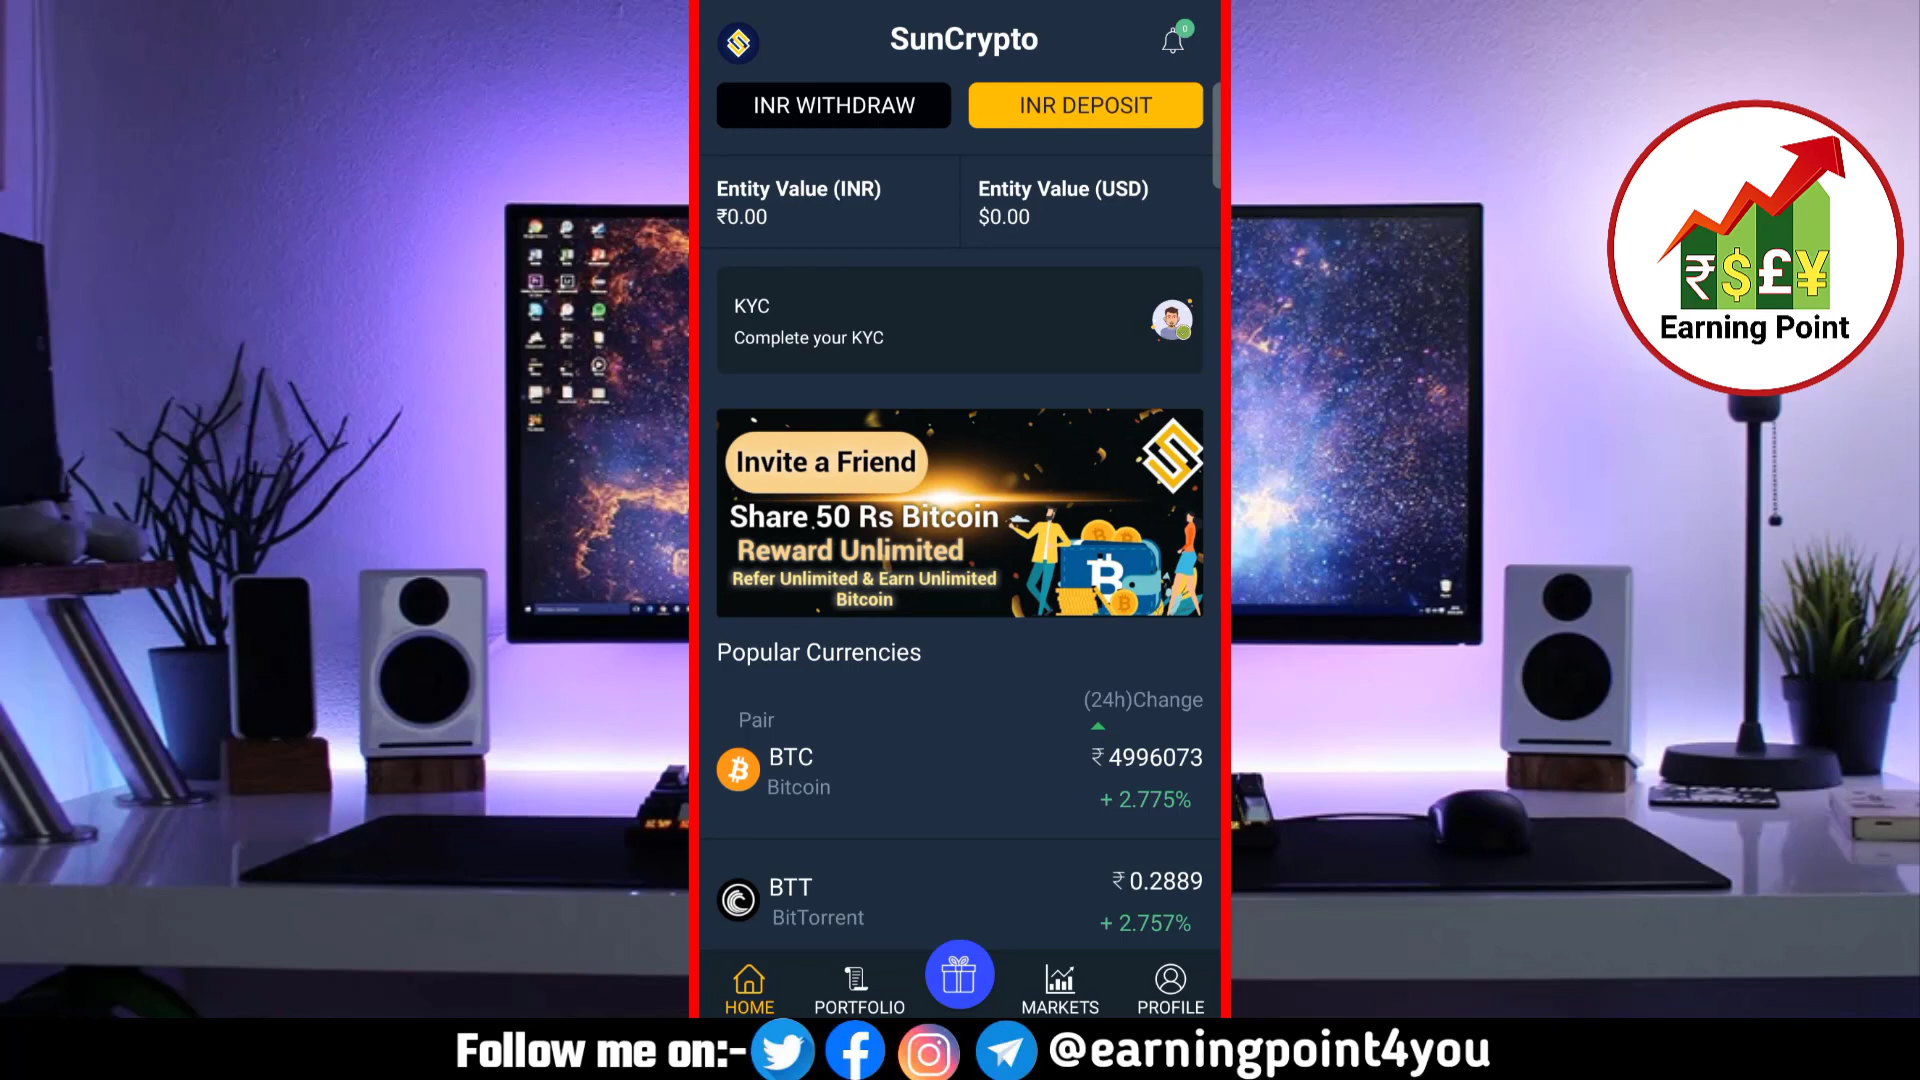 SunCrypto
0
INR WITHDRAW
INR DEPOSIT
Entity Value (INR)
₹0.00
Entity Value (USD)
$0.00
KYC
Complete your KYC
Invite a Friend
Share 50 Rs Bitcoin
Reward Unlimited
Refer Unlimited & Earn Unlimited
Bitcoin
Popular Currencies
(24h)Change
Pair
BTC
₹ 4996073
Bitcoin
+ 2.775%
BTT
₹ 0.2889
BitTorrent
+ 2.757%
HOME
PORTFOLIO
MARKETS
PROFILE
₹$£¥
Earning Point
Follow me on:-
@earningpoint4you